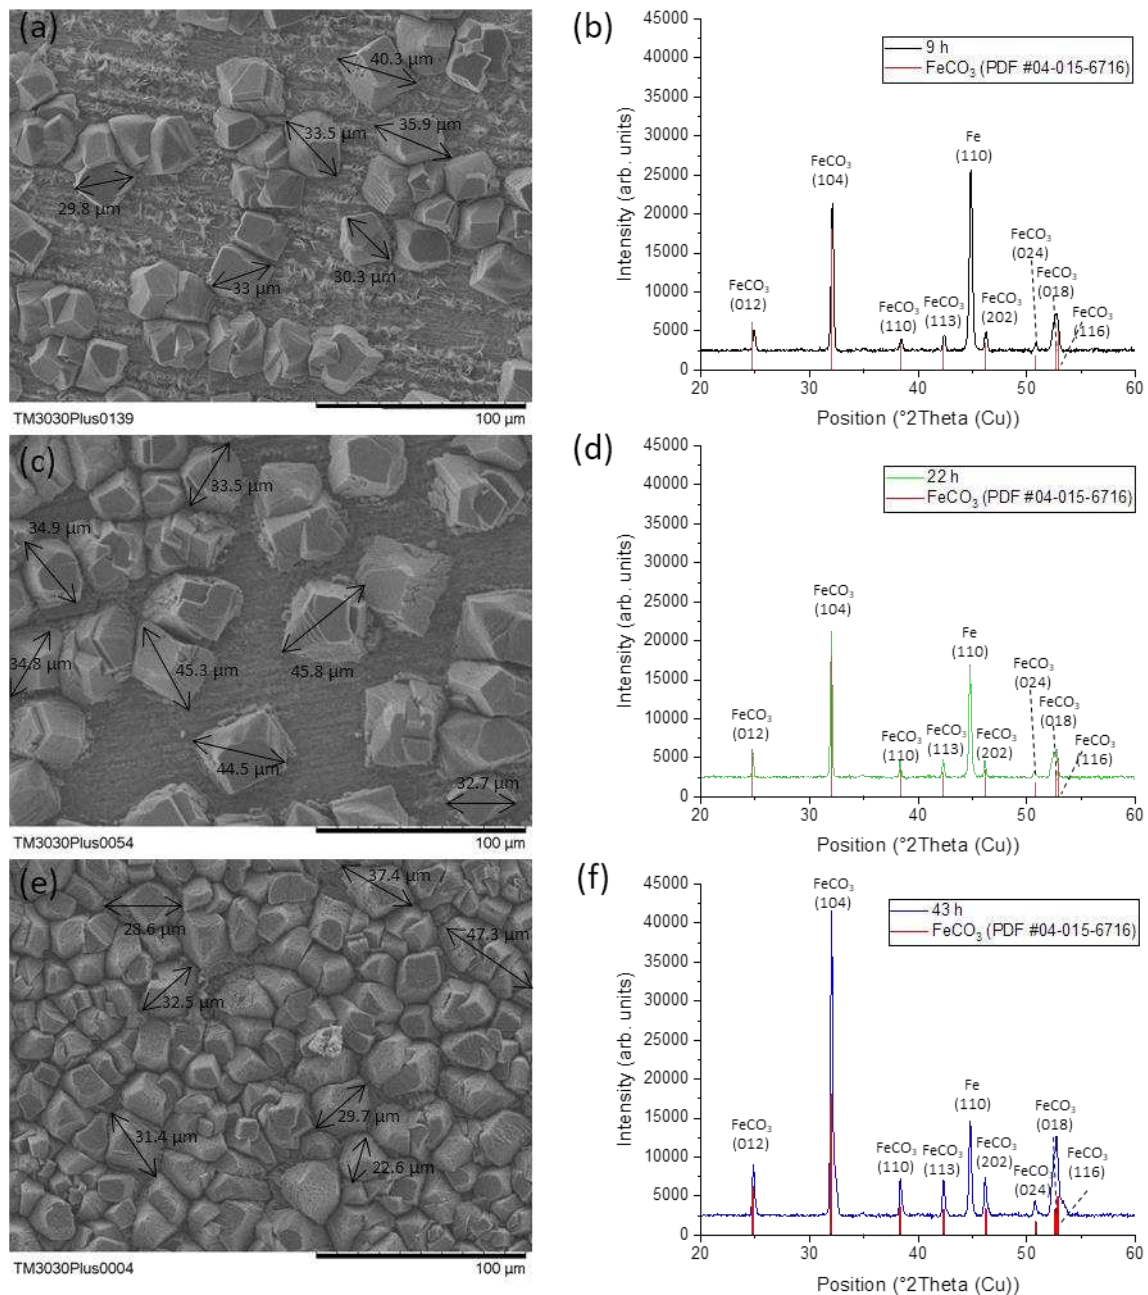 (a)
40.3 µm
33.5 µm
35.9 µm
29.8 µm
30.3 µm
33 µm
TM3030Plus0139
100 µm
(b)
45000
40000
35000
30000
25000
20000
15000
10000
5000
0
Intensity (arb. units)
9 h
FeCO₃ (PDF #04-015-6716)
FeCO₃
(012)
FeCO₃
(104)
FeCO₃
(110)
FeCO₃
(113)
Fe
(110)
FeCO₃
(202)
FeCO₃
(024)
FeCO₃
(018)
FeCO₃
(116)
20 30 40 50 60
Position (°2Theta (Cu))
(c)
33.5 µm
34.9 µm
34.8 µm
45.3 µm
45.8 µm
44.5 µm
32.7 µm
TM3030Plus0054
100 µm
(d)
45000
40000
35000
30000
25000
20000
15000
10000
5000
0
Intensity (arb. units)
22 h
FeCO₃ (PDF #04-015-6716)
FeCO₃
(012)
FeCO₃
(104)
FeCO₃
(110)
FeCO₃
(113)
Fe
(110)
FeCO₃
(202)
FeCO₃
(024)
FeCO₃
(018)
FeCO₃
(116)
20 30 40 50 60
Position (°2Theta (Cu))
(e)
37.4 µm
28.6 µm
47.3 µm
32.5 µm
29.7 µm
31.4 µm
22.6 µm
TM3030Plus0004
100 µm
(f)
45000
40000
35000
30000
25000
20000
15000
10000
5000
0
Intensity (arb. units)
43 h
FeCO₃ (PDF #04-015-6716)
FeCO₃
(012)
FeCO₃
(104)
FeCO₃
(110)
FeCO₃
(113)
Fe
(110)
FeCO₃
(202)
FeCO₃
(024)
FeCO₃
(018)
FeCO₃
(116)
20 30 40 50 60
Position (°2Theta (Cu))